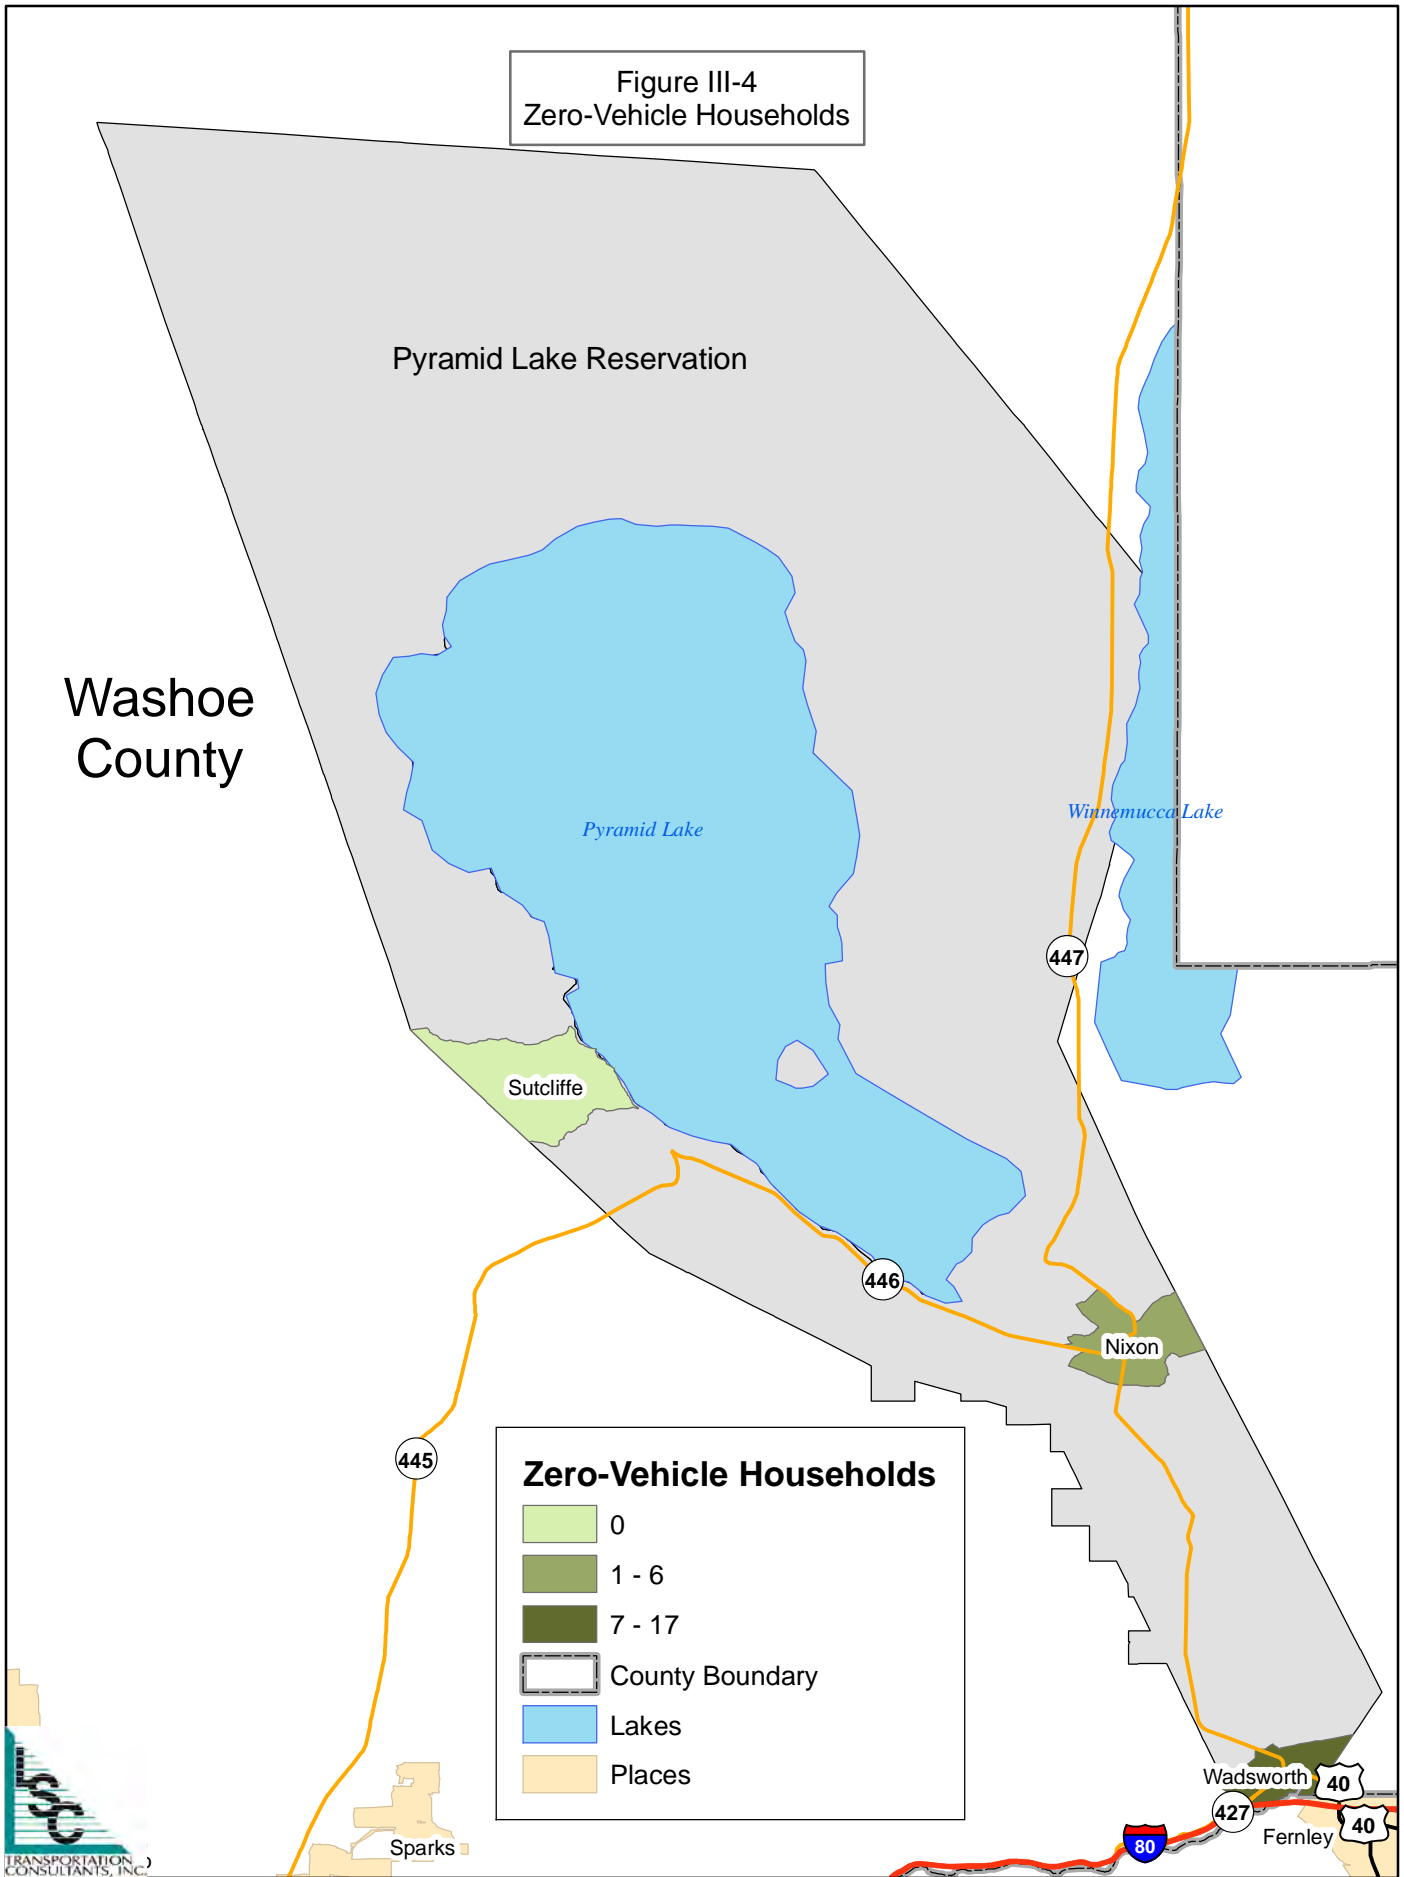 Figure III-4
Zero-Vehicle Households
Pyramid Lake Reservation
Washoe
County
Pyramid Lake
Winnemucca Lake
447
Sutcliffe
446
Nixon
445
Zero-Vehicle Households
0
1 - 6
7 - 17
County Boundary
Lakes
Places
Wadsworth
40
427
40
Fernley
80
Sparks
LSC
TRANSPORTATION
CONSULTANTS, INC.